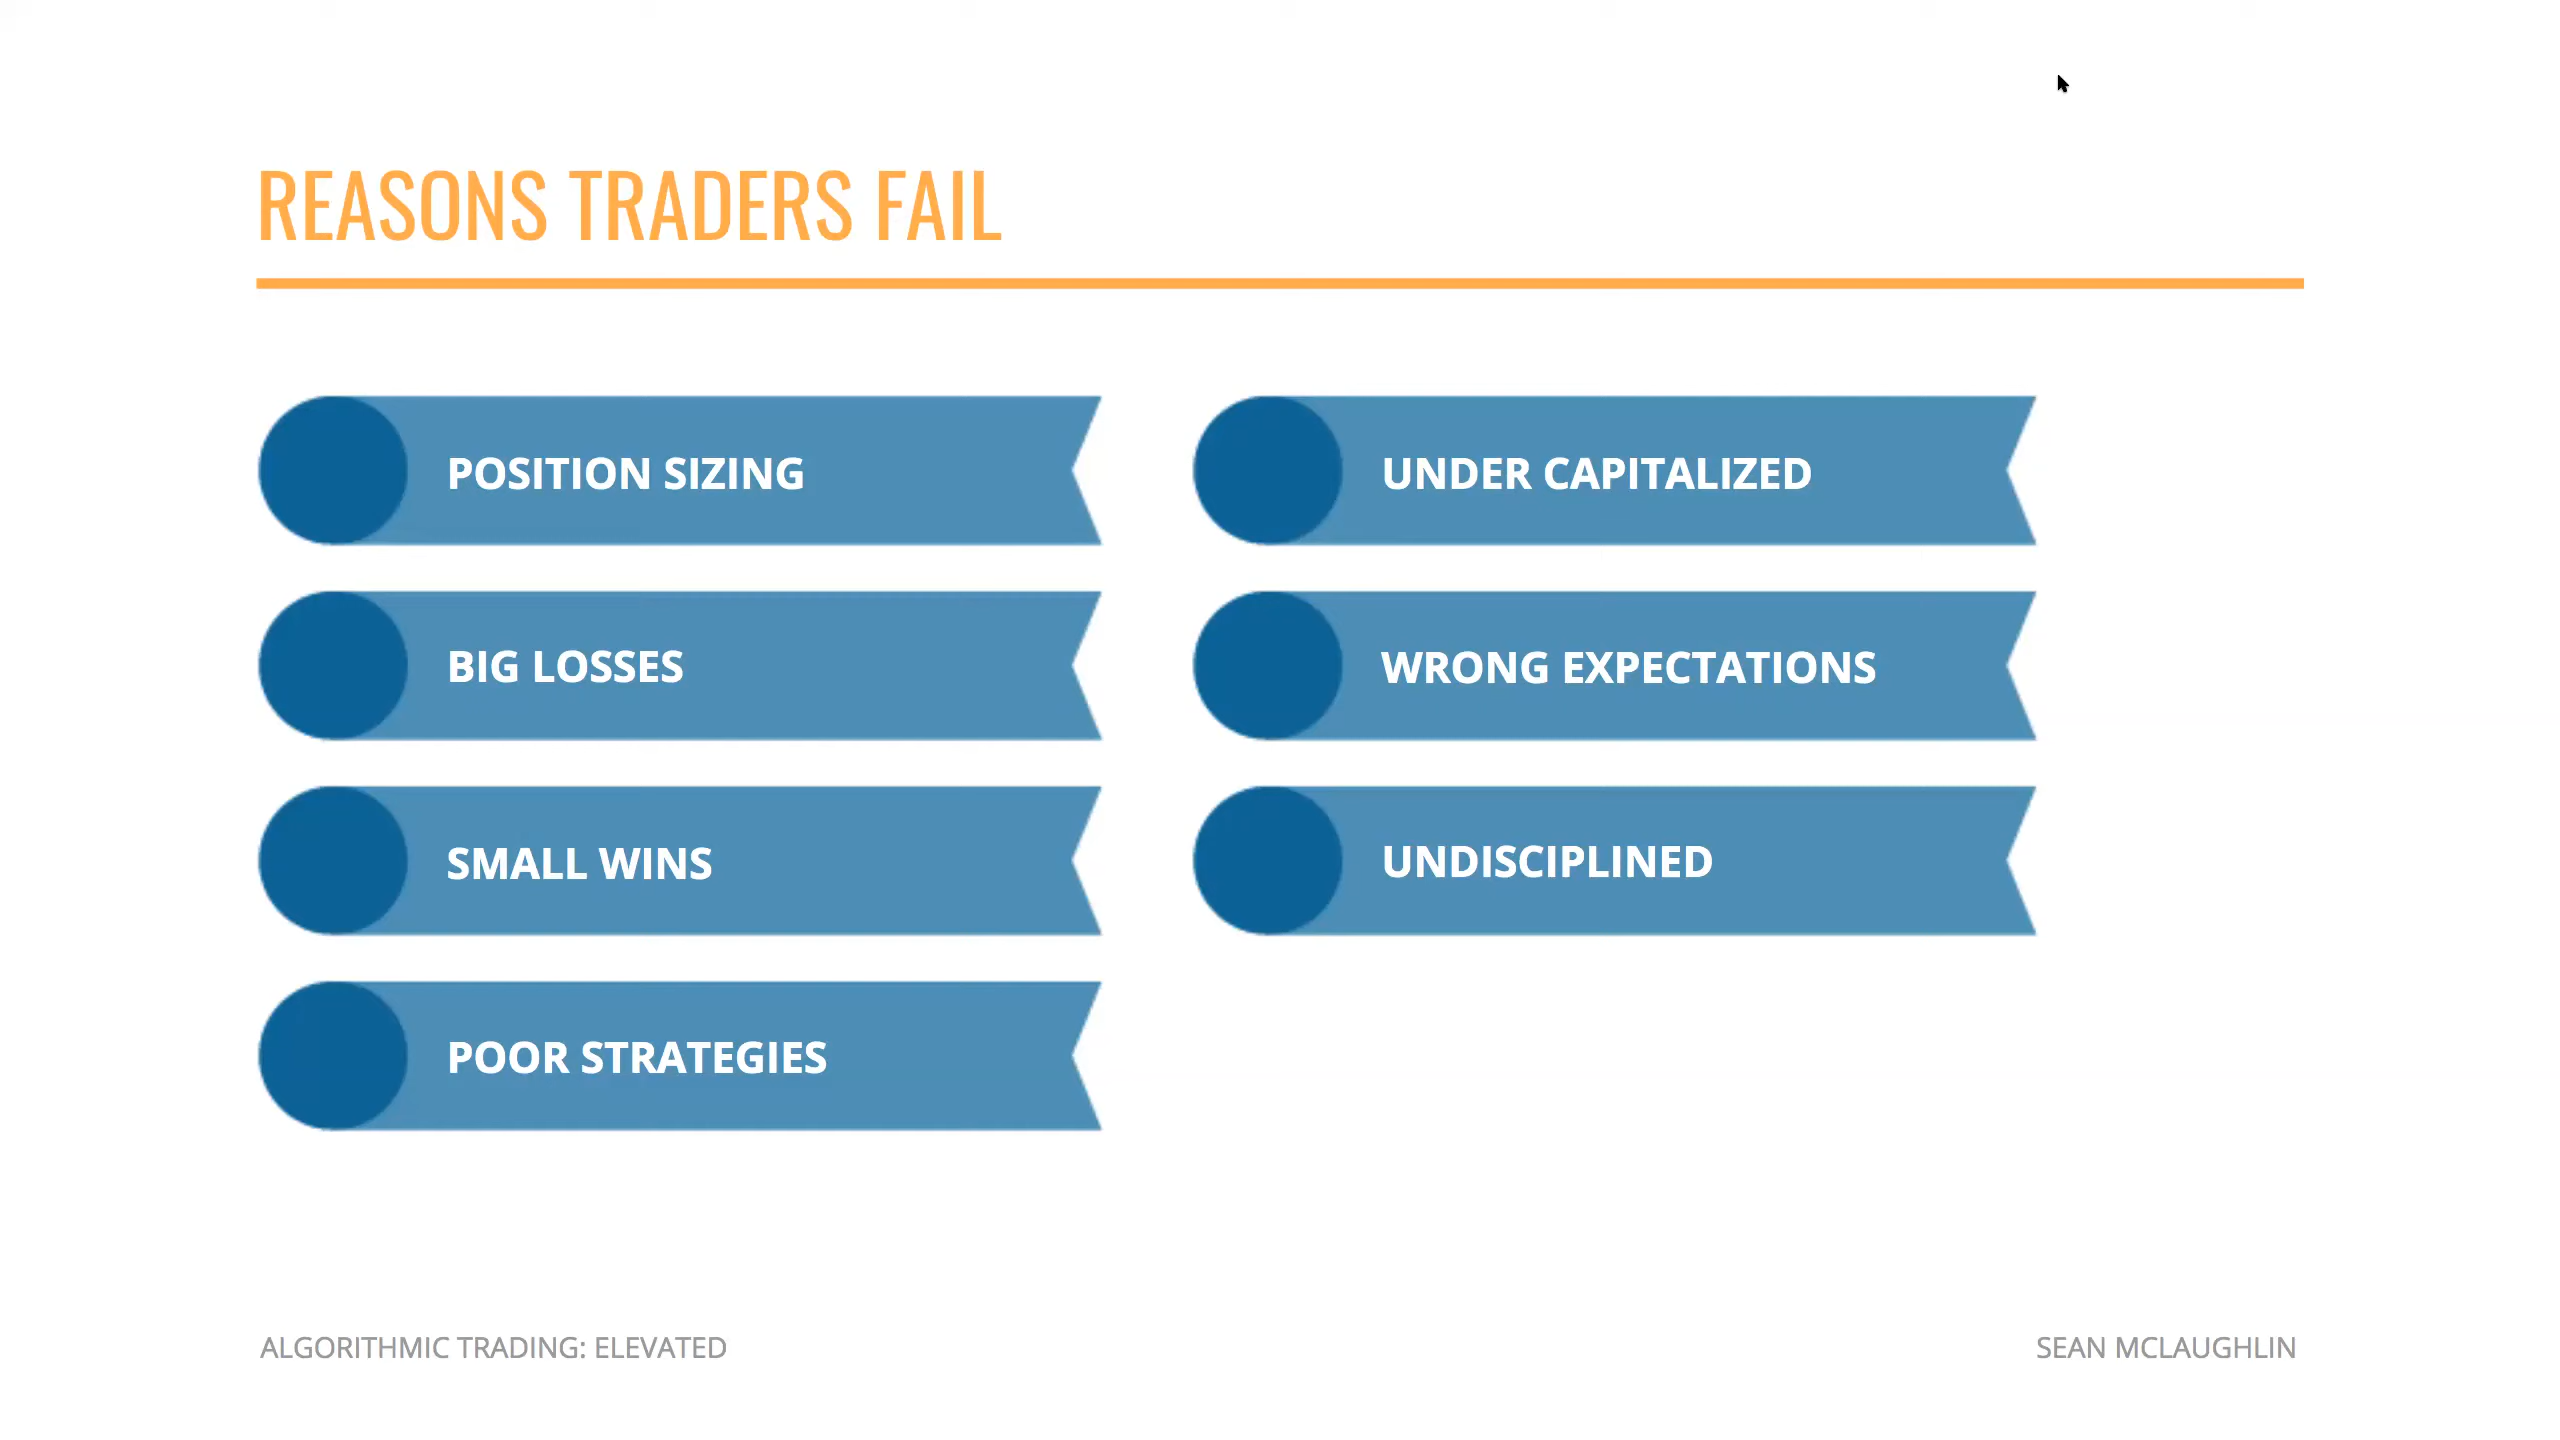 REASONS TRADERS FAIL
POSITION SIZING
BIG LOSSES
SMALL WINS
POOR STRATEGIES
UNDER CAPITALIZED
WRONG EXPECTATIONS
UNDISCIPLINED
ALGORITHMIC TRADING: ELEVATED
SEAN MCLAUGHLIN